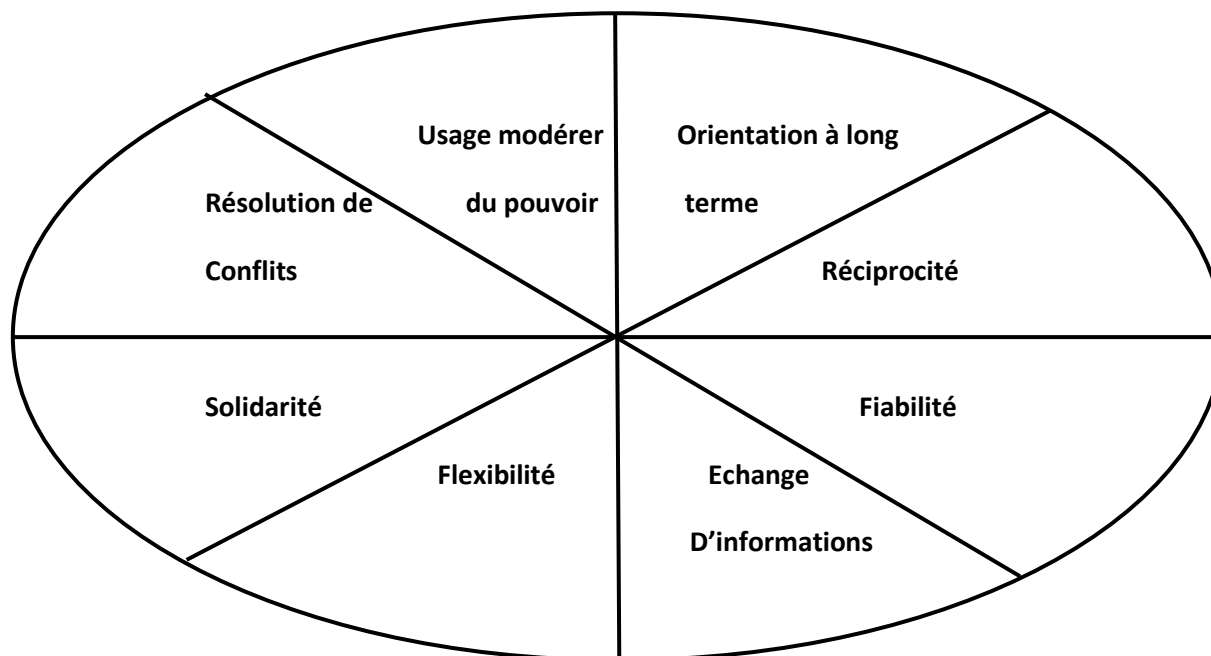 Usage modérer
du pouvoir
Orientation à long
terme
Résolution de
Conflits
Réciprocité
Solidarité
Fiabilité
Flexibilité
Echange
D’informations